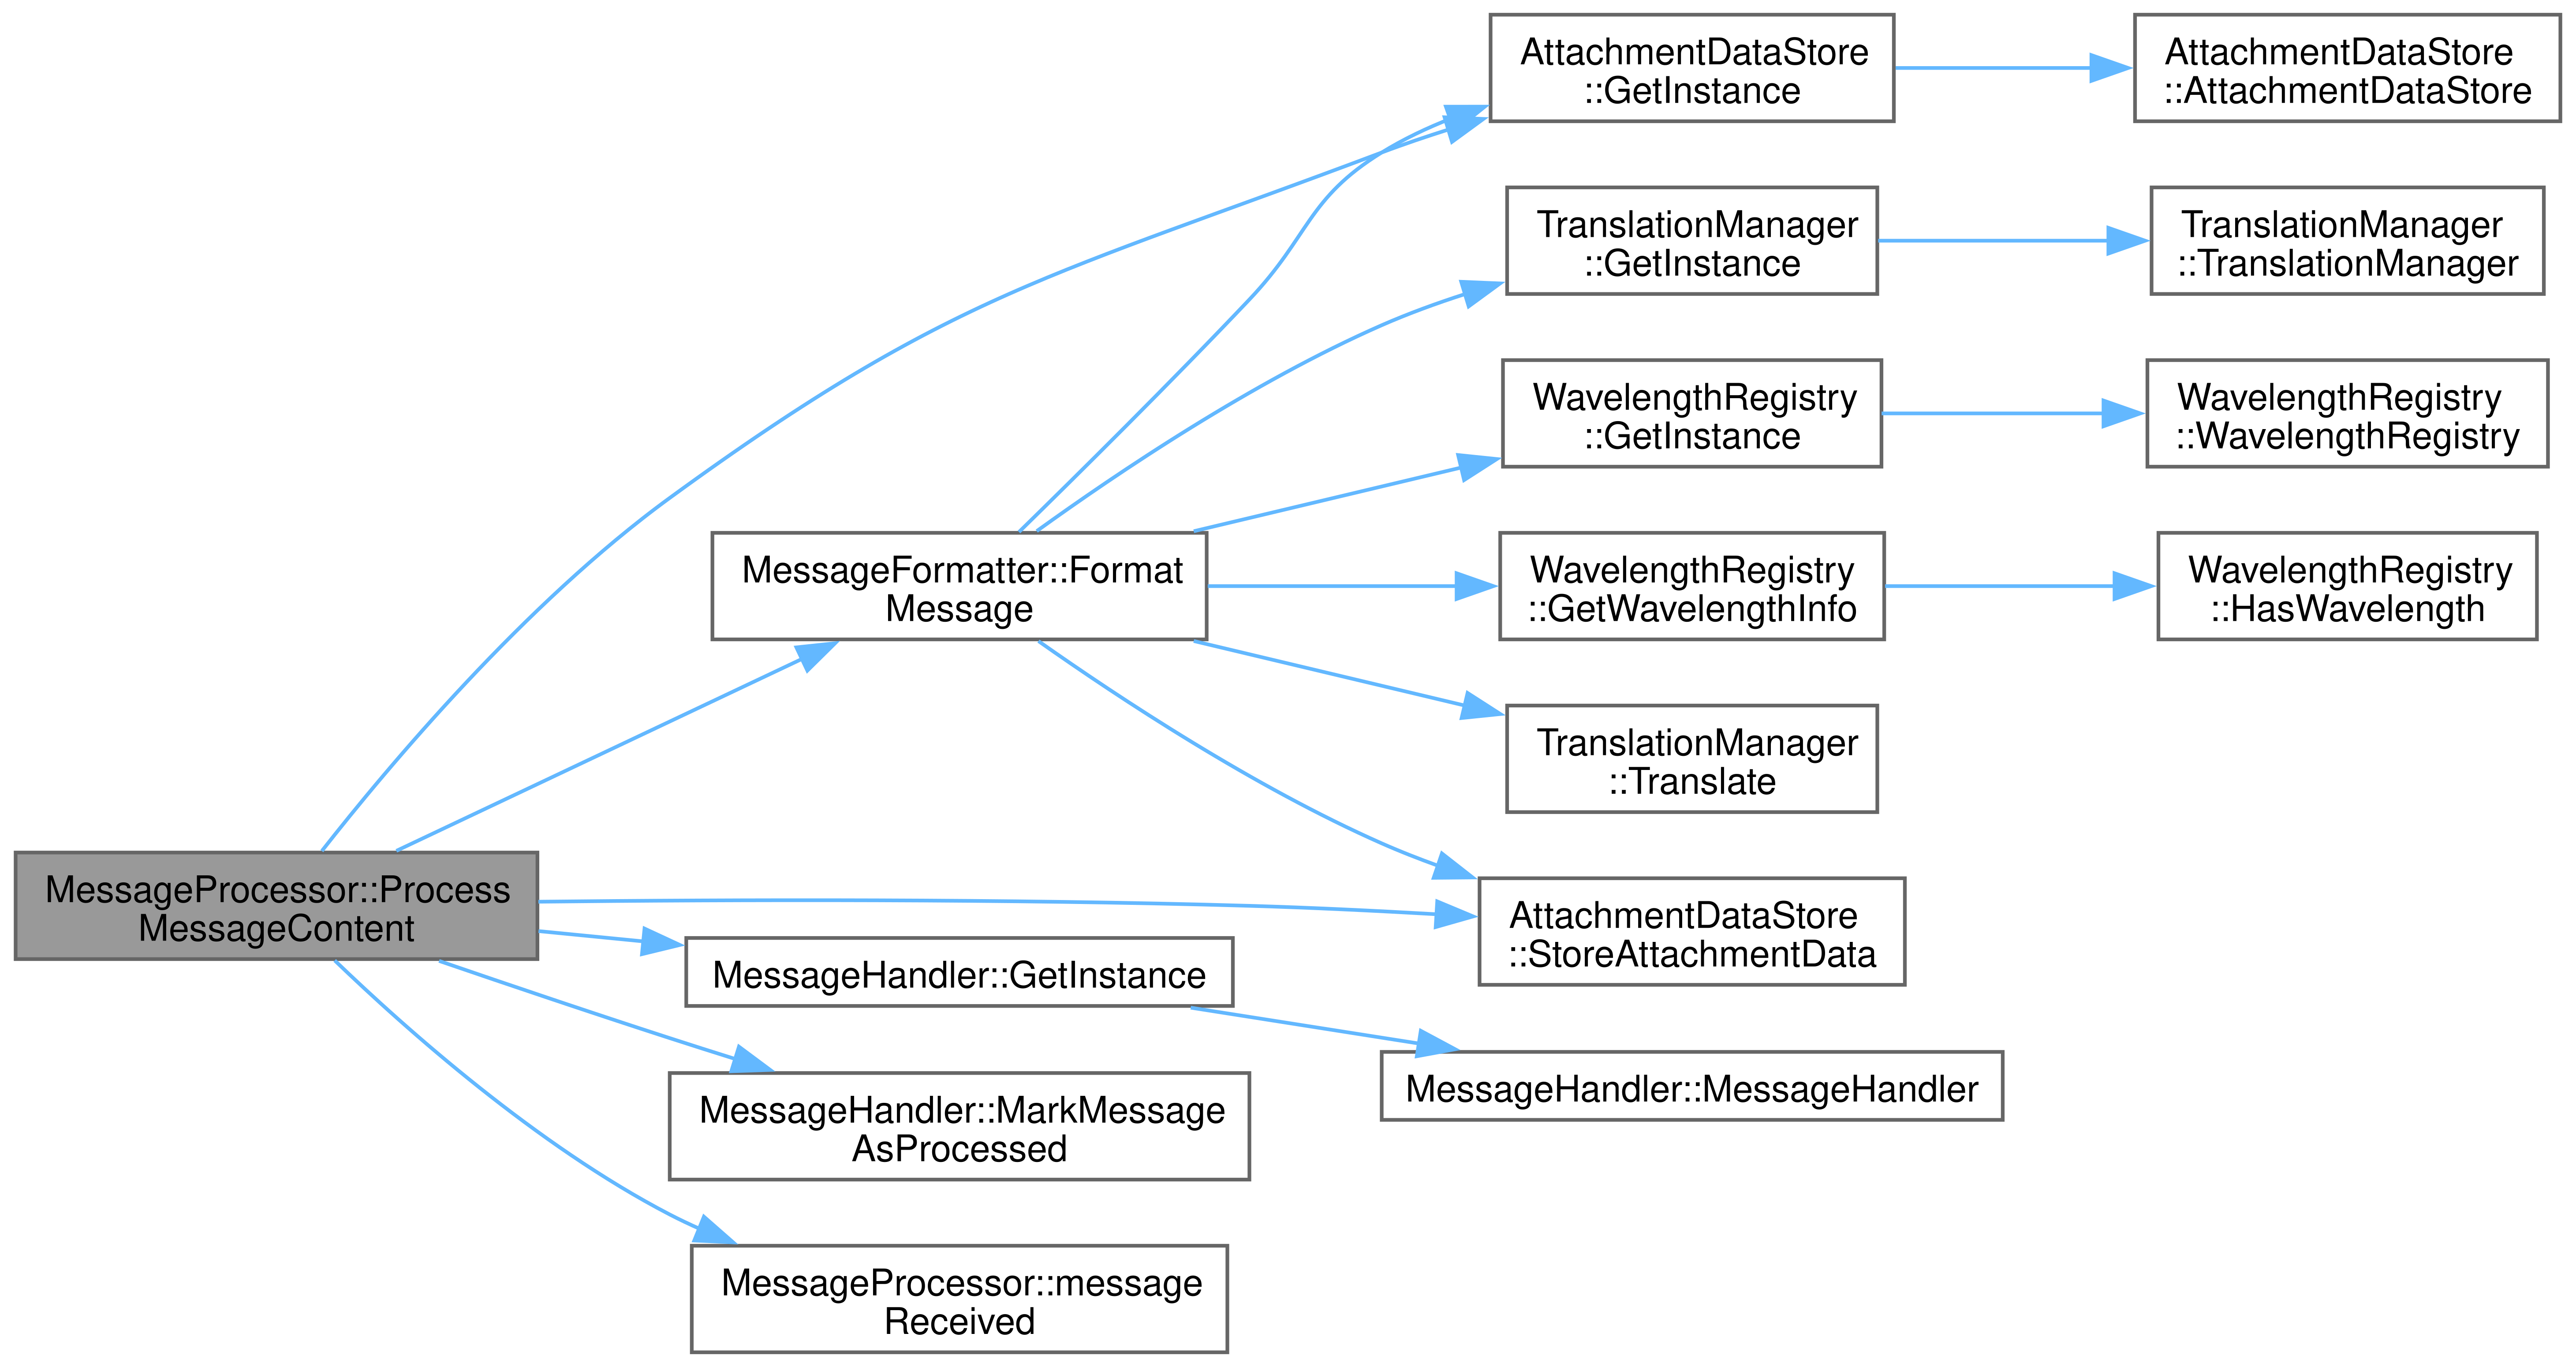 AttachmentDataStore
::GetInstance
AttachmentDataStore
::AttachmentDataStore
TranslationManager
::GetInstance
TranslationManager
::TranslationManager
WavelengthRegistry
::GetInstance
WavelengthRegistry
::WavelengthRegistry
MessageFormatter::Format
Message
WavelengthRegistry
::GetWavelengthInfo
WavelengthRegistry
::HasWavelength
TranslationManager
::Translate
MessageProcessor::Process
MessageContent
AttachmentDataStore
::StoreAttachmentData
MessageHandler::GetInstance
MessageHandler::MessageHandler
MessageHandler::MarkMessage
AsProcessed
MessageProcessor::message
Received